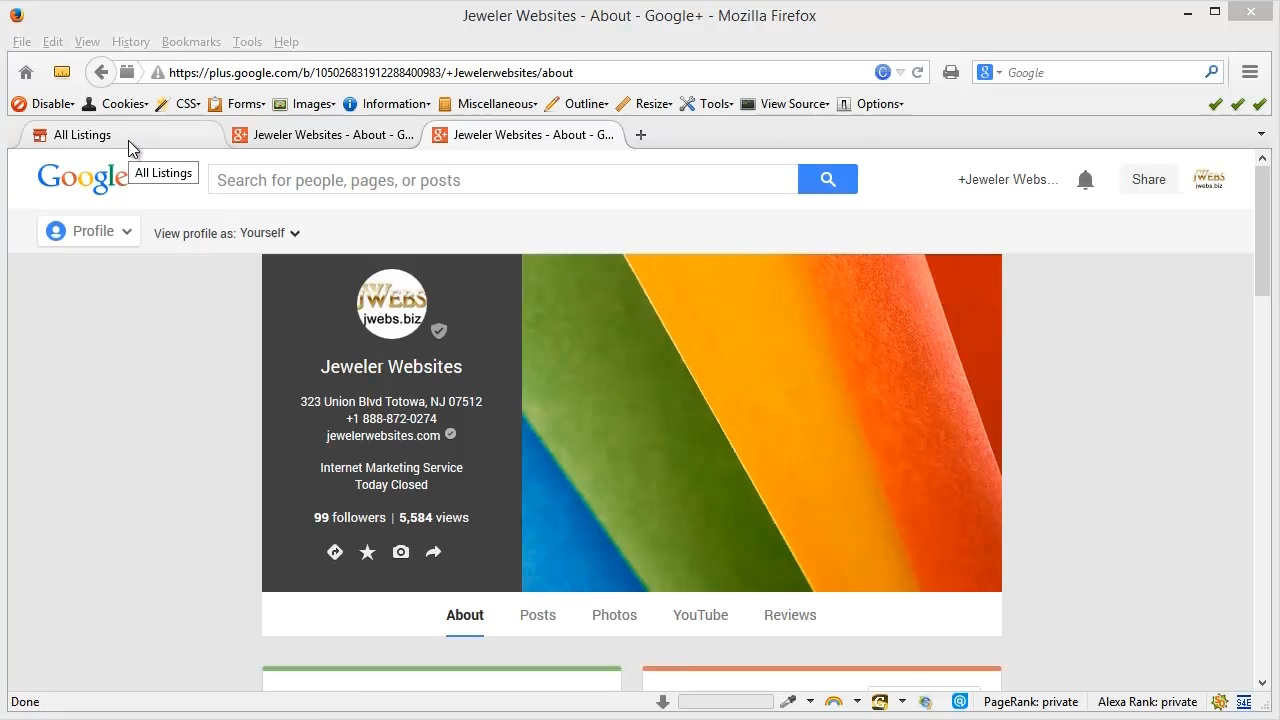 Jeweler Websites - About - Google+ - Mozilla Firefox
File Edit View History Bookmarks Tools Help
https://plus.google.com/b/105026831912288400983/+Jewelerwebsites/about
Google
Disable▾ Cookies▾ CSS▾ Forms▾ Images▾ Information▾ Miscellaneous▾ Outline▾ Resize▾ Tools▾ View Source▾ Options▾
All Listings
Jeweler Websites - About - G...
Jeweler Websites - About - G...
All Listings
Google
Search for people, pages, or posts
+Jeweler Webs...
Share
JWEBS
jwebs.biz
Profile
View profile as: Yourself
JWEBS
jwebs.biz
Jeweler Websites
323 Union Blvd Totowa, NJ 07512
+1 888-872-0274
jewelerwebsites.com
Internet Marketing Service
Today Closed
99 followers | 5,584 views
About Posts Photos YouTube Reviews
Done
PageRank: private
Alexa Rank: private
S4E